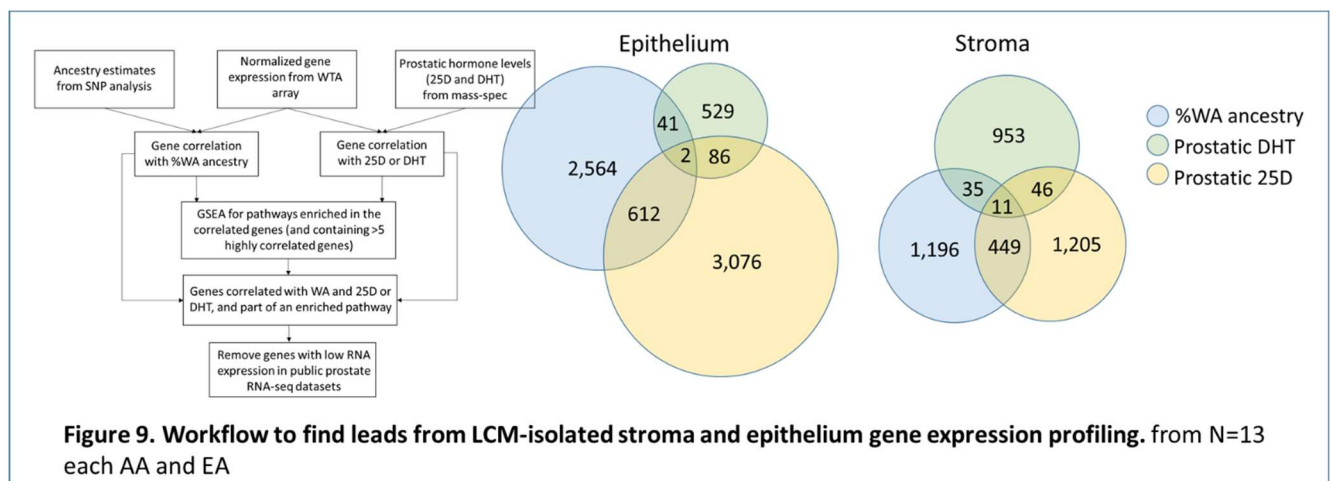 Ancestry estimates
from SNP analysis
Normalized gene
expression from WTA
array
Prostatic hormone levels
(25D and DHT)
from mass-spec
Gene correlation
with %WA ancestry
Gene correlation
with 25D or DHT
GSEA for pathways enriched in the
correlated genes (and containing >5
highly correlated genes)
Genes correlated with WA and 25D or
DHT, and part of an enriched pathway
Remove genes with low RNA
expression in public prostate
RNA-seq datasets
Epithelium
529
41
2
86
2,564
612
3,076
Stroma
953
35
46
11
1,196
449
1,205
%WA ancestry
Prostatic DHT
Prostatic 25D
Figure 9. Workflow to find leads from LCM-isolated stroma and epithelium gene expression profiling. from N=13
each AA and EA